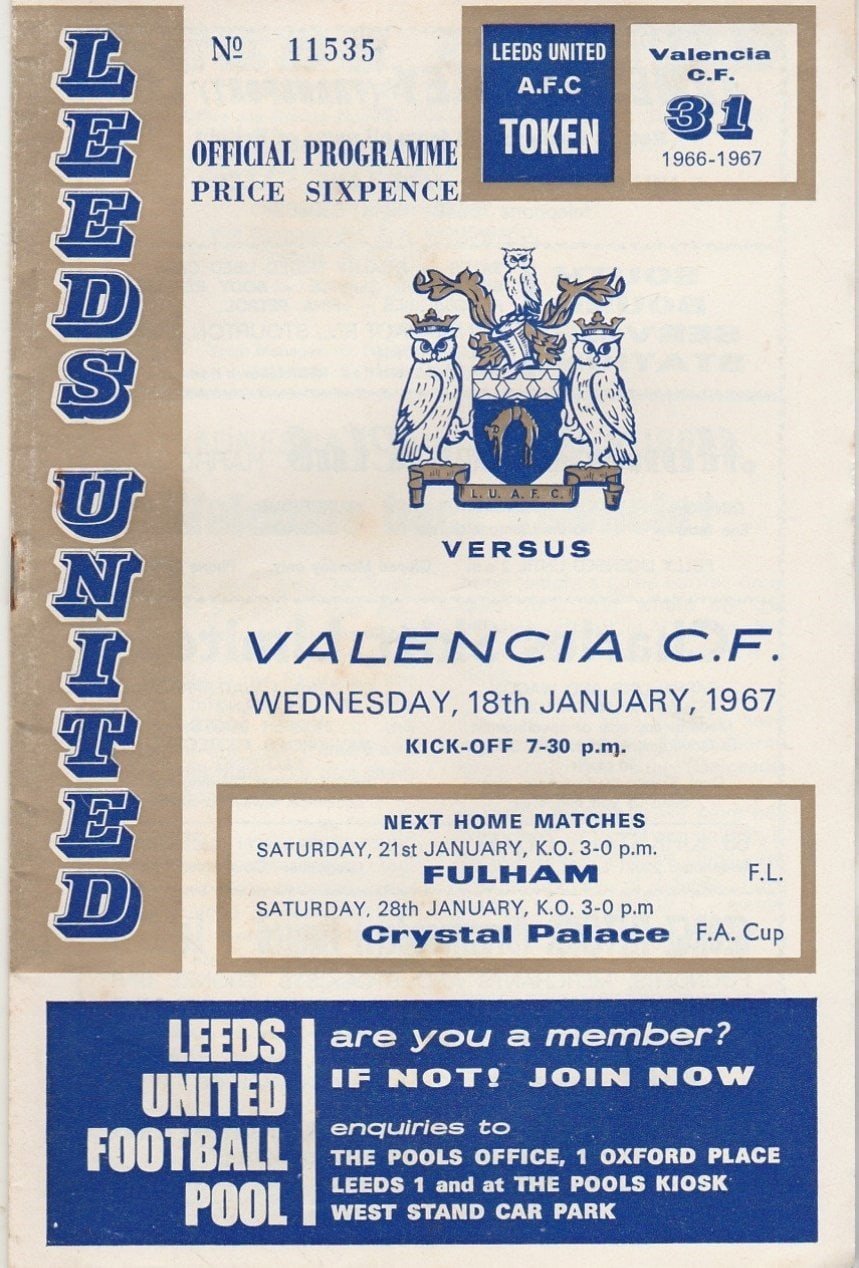 LEEDS UNITED
Nº 11535
OFFICIAL PROGRAMME
PRICE SIXPENCE
LEEDS UNITED
A.F.C
TOKEN
Valencia
C.F.
31
1966-1967
L. U. A. F. C.
VERSUS
VALENCIA C.F.
WEDNESDAY, 18th JANUARY, 1967
KICK-OFF 7-30 p.m.
NEXT HOME MATCHES
SATURDAY, 21st JANUARY, K.O. 3-0 p.m.
FULHAM F.L.
SATURDAY, 28th JANUARY, K.O. 3-0 p.m
Crystal Palace F.A. Cup
LEEDS
UNITED
FOOTBALL
POOL
are you a member?
IF NOT! JOIN NOW
enquiries to
THE POOLS OFFICE, 1 OXFORD PLACE
LEEDS 1 and at THE POOLS KIOSK
WEST STAND CAR PARK